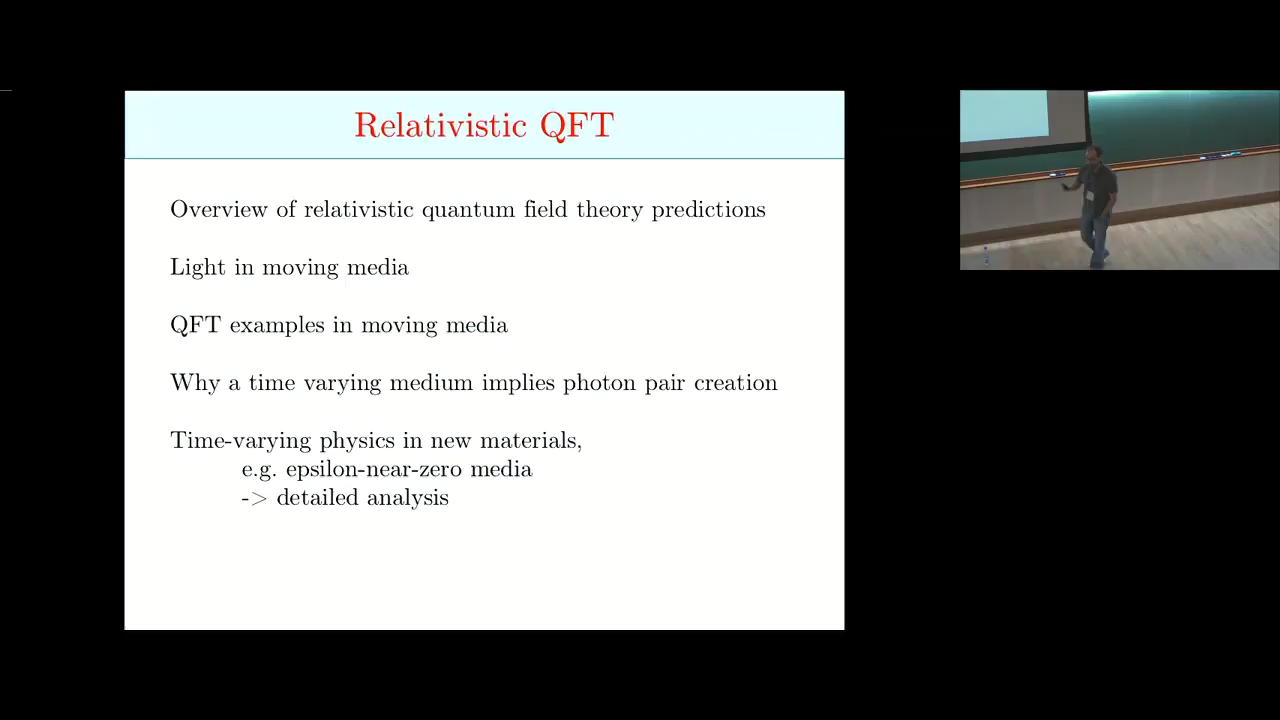 Relativistic QFT
Overview of relativistic quantum field theory predictions
Light in moving media
QFT examples in moving media
Why a time varying medium implies photon pair creation
Time-varying physics in new materials,
e.g. epsilon-near-zero media
-> detailed analysis